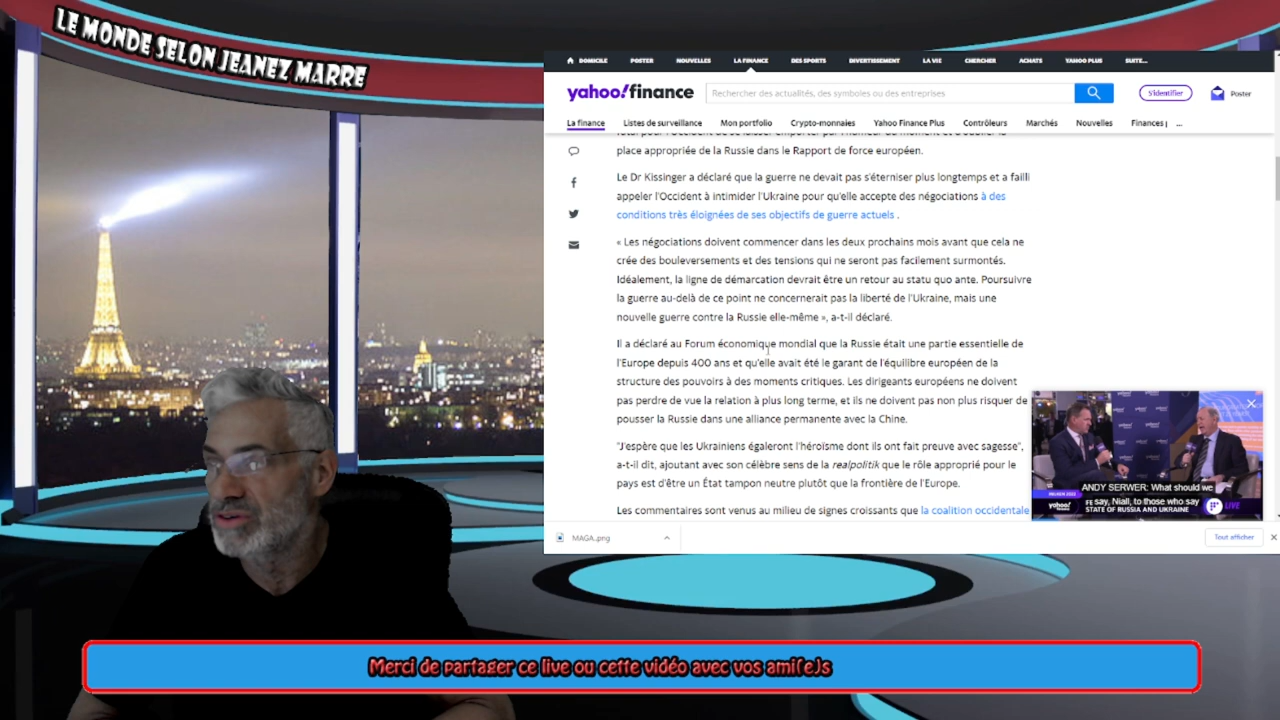 LE MONDE SELON JEANEZ MARRE
DOMICILE POSTER NOUVELLES LA FINANCE DES SPORTS DIVERTISSEMENT LA VIE CHERCHER ACHATS YAHOO PLUS SUITE...
yahoo!finance
Rechercher des actualités, des symboles ou des entreprises
S'identifier
Poster
La finance Listes de surveillance Mon portfolio Crypto-monnaies Yahoo Finance Plus Contrôleurs Marchés Nouvelles Finances ...
place appropriée de la Russie dans le Rapport de force européen.
Le Dr Kissinger a déclaré que la guerre ne devait pas s'éterniser plus longtemps et a failli
appeler l'Occident à intimider l'Ukraine pour qu'elle accepte des négociations à des
conditions très éloignées de ses objectifs de guerre actuels .
« Les négociations doivent commencer dans les deux prochains mois avant que cela ne
crée des bouleversements et des tensions qui ne seront pas facilement surmontés.
Idéalement, la ligne de démarcation devrait être un retour au statu quo ante. Poursuivre
la guerre au-delà de ce point ne concernerait pas la liberté de l'Ukraine, mais une
nouvelle guerre contre la Russie elle-même », a-t-il déclaré.
Il a déclaré au Forum économique mondial que la Russie était une partie essentielle de
l'Europe depuis 400 ans et qu'elle avait été le garant de l'équilibre européen de la
structure des pouvoirs à des moments critiques. Les dirigeants européens ne doivent
pas perdre de vue la relation à plus long terme, et ils ne doivent pas non plus risquer de
pousser la Russie dans une alliance permanente avec la Chine.
"J'espère que les Ukrainiens égaleront l'héroïsme dont ils ont fait preuve avec sagesse",
a-t-il dit, ajoutant avec son célèbre sens de la realpolitik que le rôle approprié pour le
pays est d'être un État tampon neutre plutôt que la frontière de l'Europe.
Les commentaires sont venus au milieu de signes croissants que la coalition occidentale
ANDY SERWER: What should we
say, Niall, to those who say
STATE OF RUSSIA AND UKRAINE
yahoo!
LIVE
MAGA.png
Tout afficher
Merci de partager ce live ou cette vidéo avec vos ami(e)s